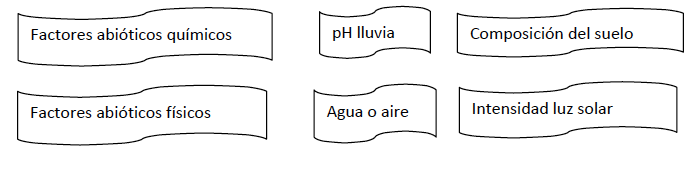 Factores abióticos químicos
pH lluvia
Composición del suelo
Factores abióticos físicos
Agua o aire
Intensidad luz solar